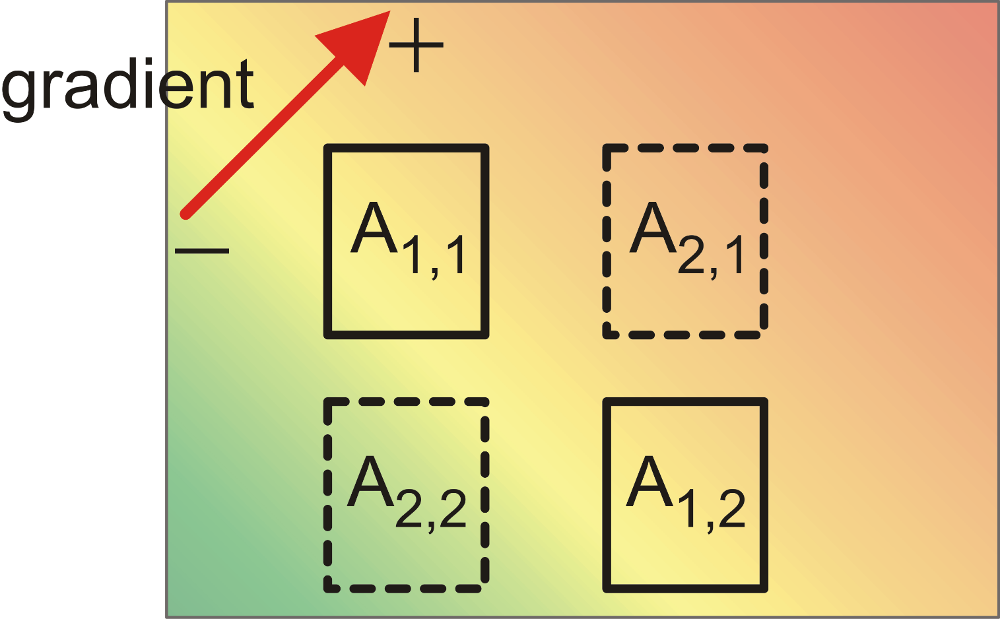 +
gradient
−
A1,1 A2,1
A2,2 A1,2